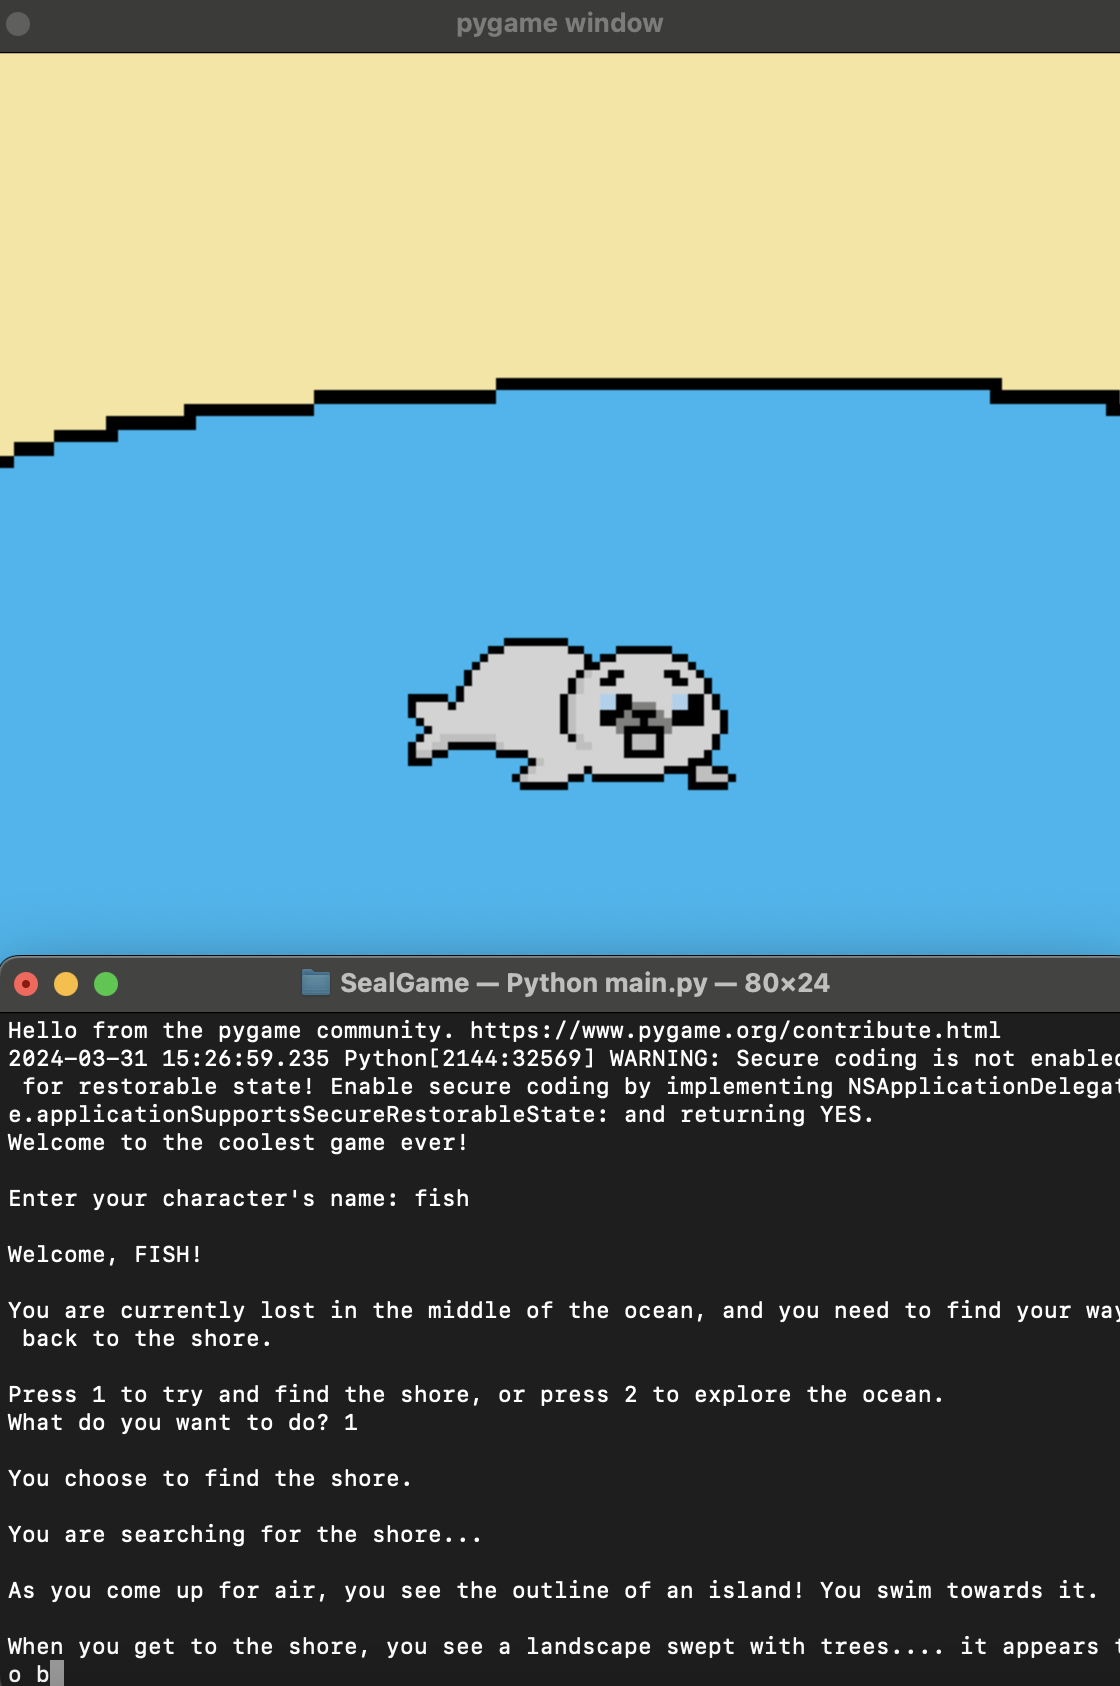 pygame window
SealGame — Python main.py — 80×24
Hello from the pygame community. https://www.pygame.org/contribute.html
2024-03-31 15:26:59.235 Python[2144:32569] WARNING: Secure coding is not enabled
for restorable state! Enable secure coding by implementing NSApplicationDelegat
e.applicationSupportsSecureRestorableState: and returning YES.
Welcome to the coolest game ever!
Enter your character's name: fish
Welcome, FISH!
You are currently lost in the middle of the ocean, and you need to find your way
back to the shore.
Press 1 to try and find the shore, or press 2 to explore the ocean.
What do you want to do? 1
You choose to find the shore.
You are searching for the shore...
As you come up for air, you see the outline of an island! You swim towards it.
When you get to the shore, you see a landscape swept with trees.... it appears t
o b